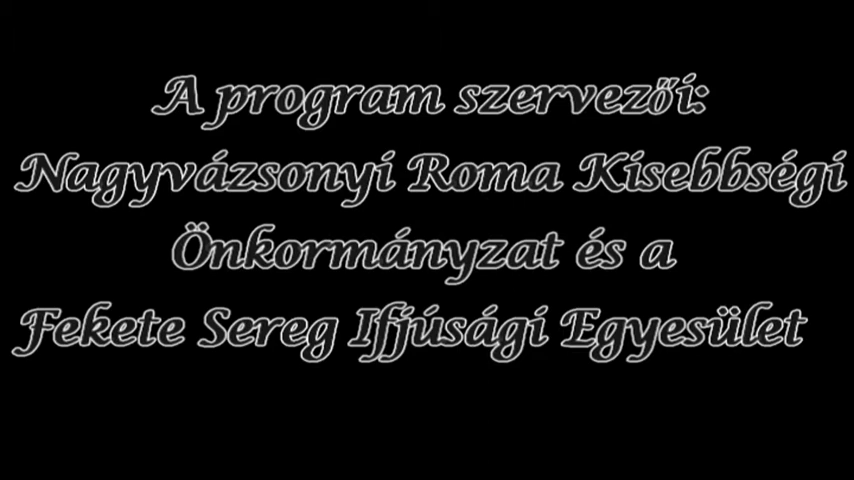 A program szervezői:
Nagyvázsonyi Roma Kisebbségi
Önkormányzat és a
Fekete Sereg Ifjúsági Egyesület